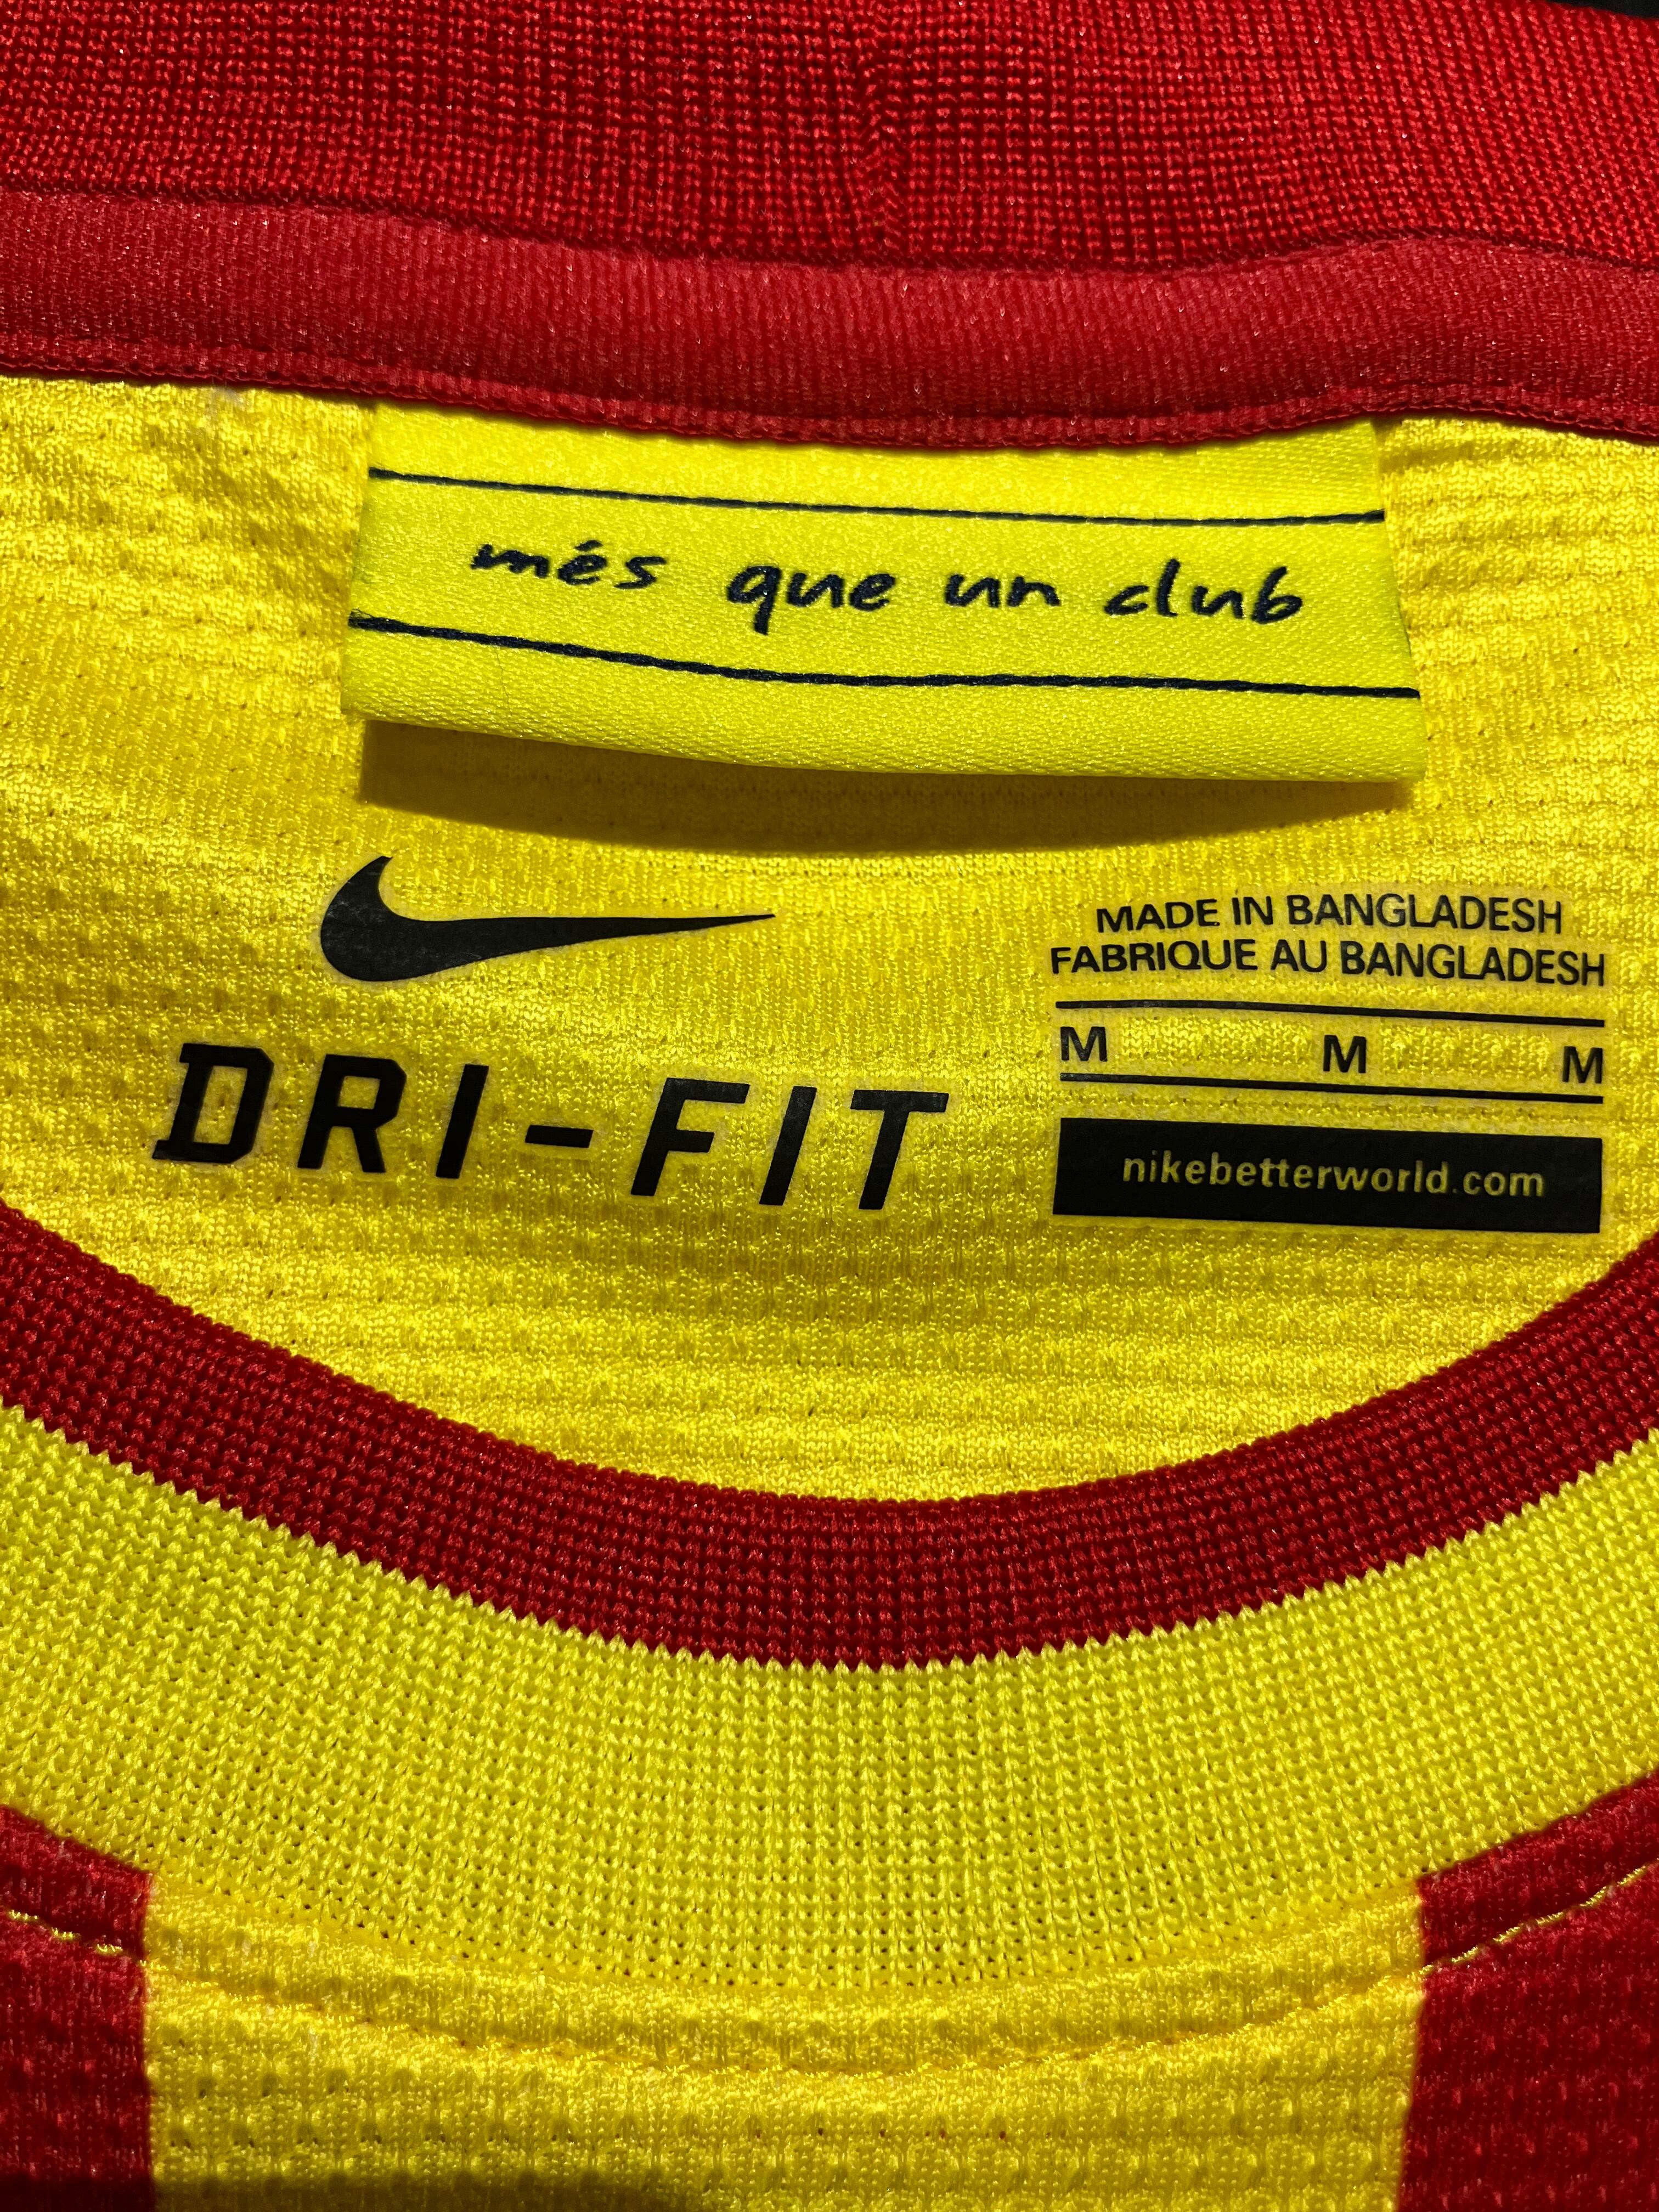 més que un club
DRI-FIT
MADE IN BANGLADESH
FABRIQUE AU BANGLADESH
M M M
nikebetterworld.com